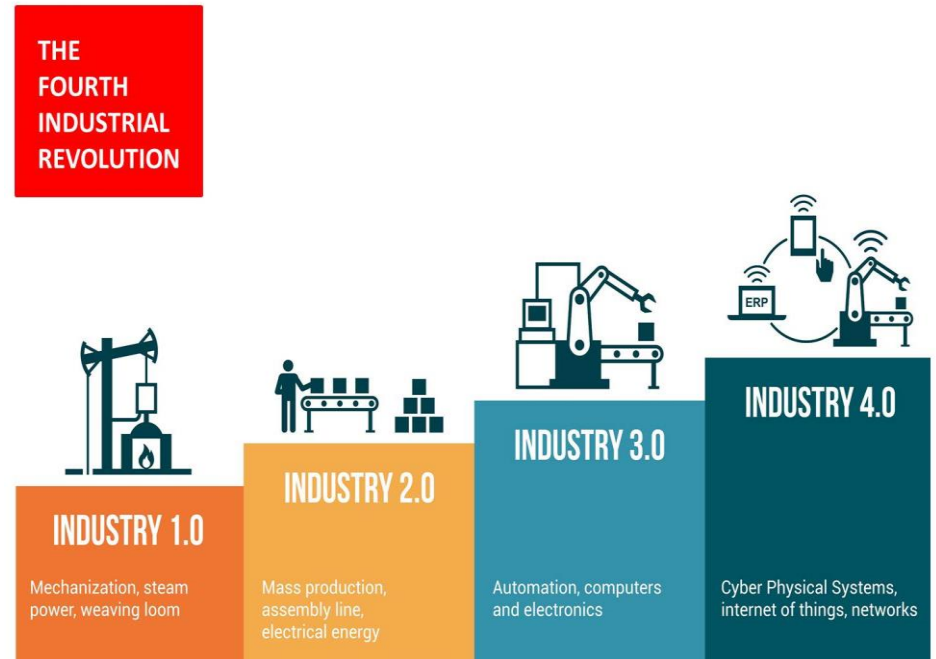 THE
FOURTH
INDUSTRIAL
REVOLUTION
ERP
INDUSTRY 1.0
Mechanization, steam
power, weaving loom
INDUSTRY 2.0
Mass production,
assembly line,
electrical energy
INDUSTRY 3.0
Automation, computers
and electronics
INDUSTRY 4.0
Cyber Physical Systems,
internet of things, networks